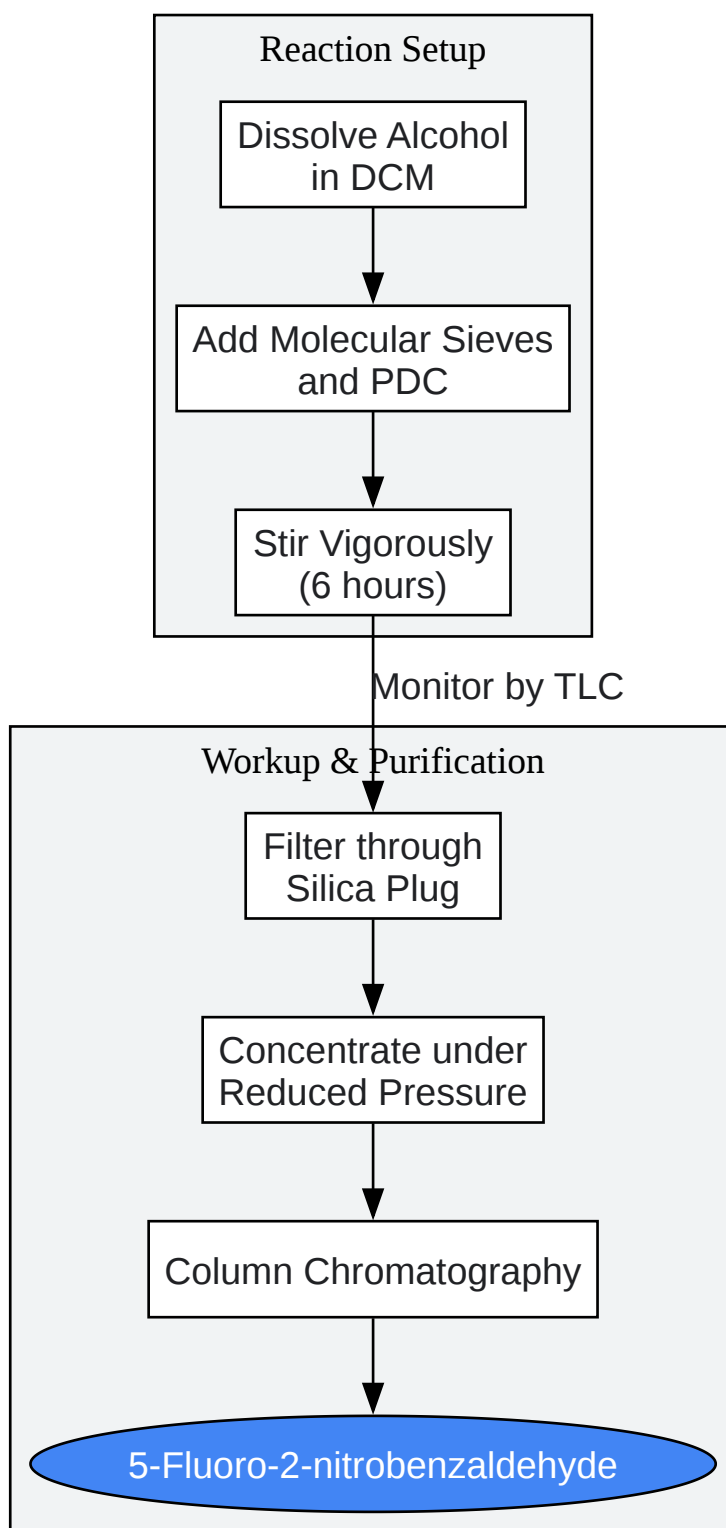 Reaction Setup
Dissolve Alcohol
in DCM
Add Molecular Sieves
and PDC
Stir Vigorously
(6 hours)
Monitor by TLC
Workup & Purification
Filter through
Silica Plug
Concentrate under
Reduced Pressure
Column Chromatography
5-Fluoro-2-nitrobenzaldehyde